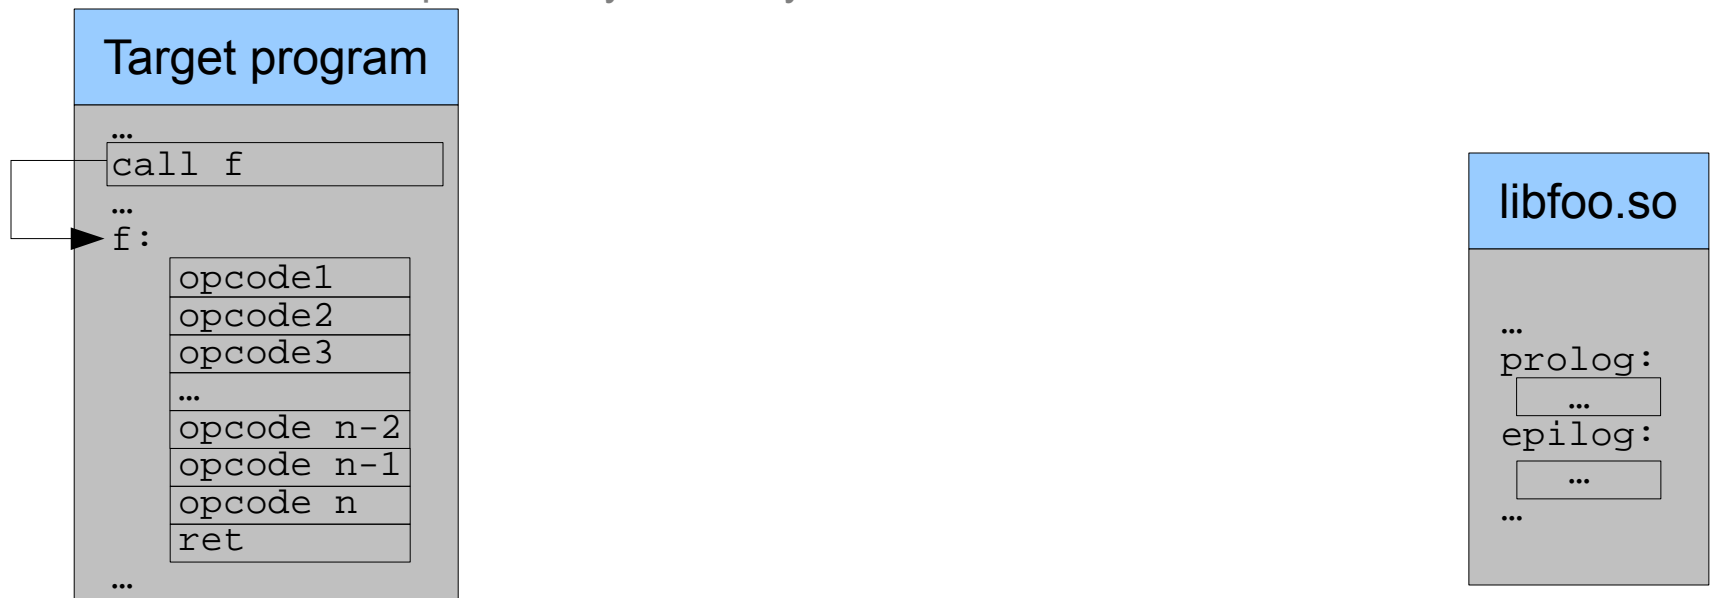 Target program
…
call f
…
f:
opcode1
opcode2
opcode3
…
opcode n-2
opcode n-1
opcode n
ret
…
libfoo.so
…
prolog:
…
epilog:
…
…